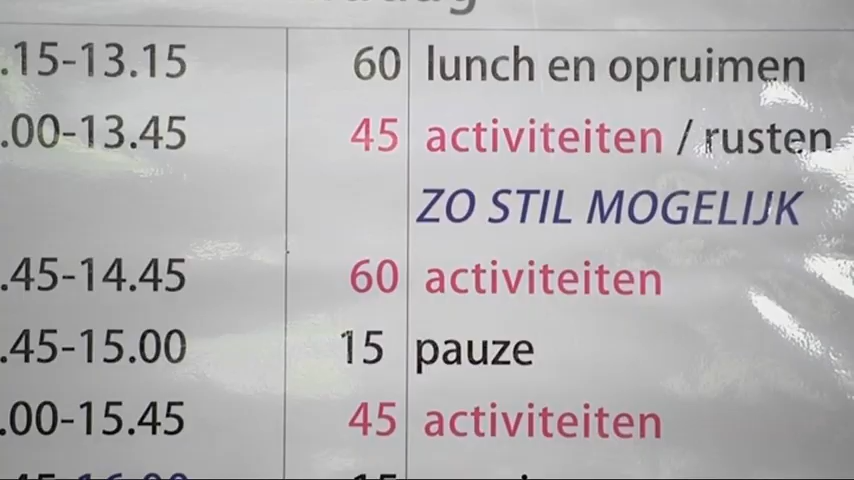 .15-13.15 60 lunch en opruimen
.00-13.45 45 activiteiten / rusten
ZO STIL MOGELIJK
.45-14.45 60 activiteiten
.45-15.00 15 pauze
.00-15.45 45 activiteiten